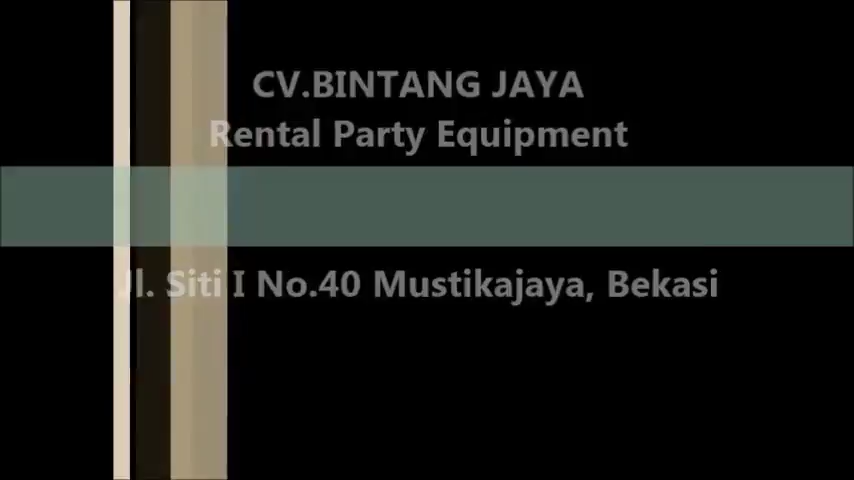 CV.BINTANG JAYA
Rental Party Equipment
Jl. Siti I No.40 Mustikajaya, Bekasi